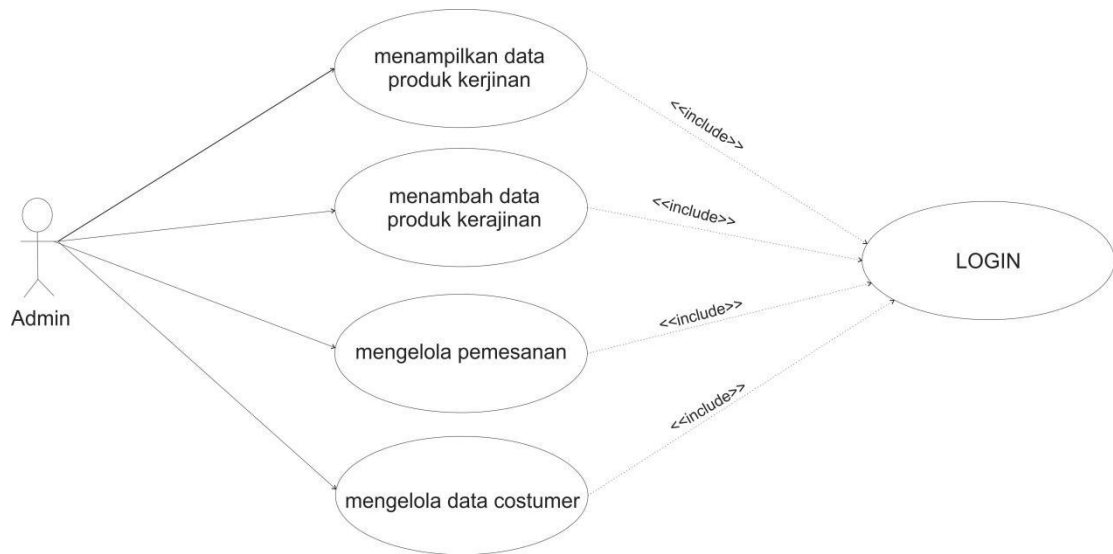 menampilkan data
produk kerjinan
<<include>>
menambah data
produk kerajinan
<<include>>
LOGIN
Admin
mengelola pemesanan
<<include>>
mengelola data costumer
<<include>>